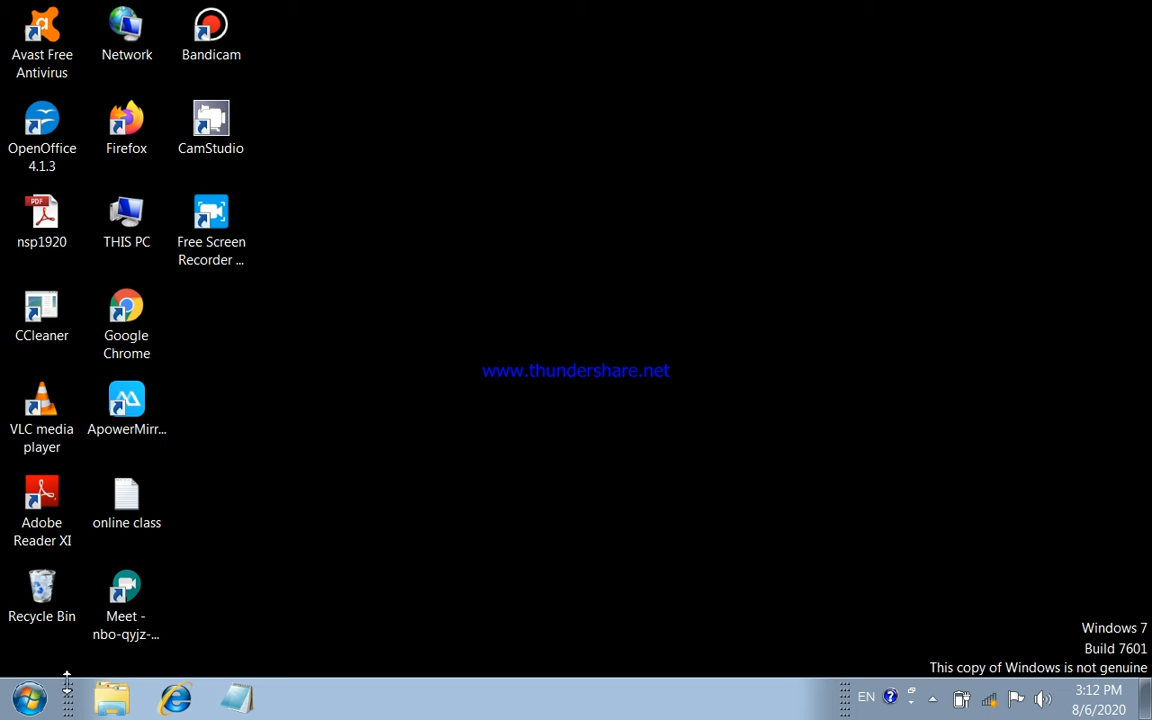 Avast Free
Antivirus
Network
Bandicam
OpenOffice
4.1.3
Firefox
CamStudio
PDF
nsp1920
THIS PC
Free Screen
Recorder ...
CCleaner
Google
Chrome
www.thundershare.net
VLC media
player
ApowerMirr...
Adobe
Reader XI
online class
Recycle Bin
Meet -
nbo-qyjz-...
Windows 7
Build 7601
This copy of Windows is not genuine
EN
3:12 PM
8/6/2020